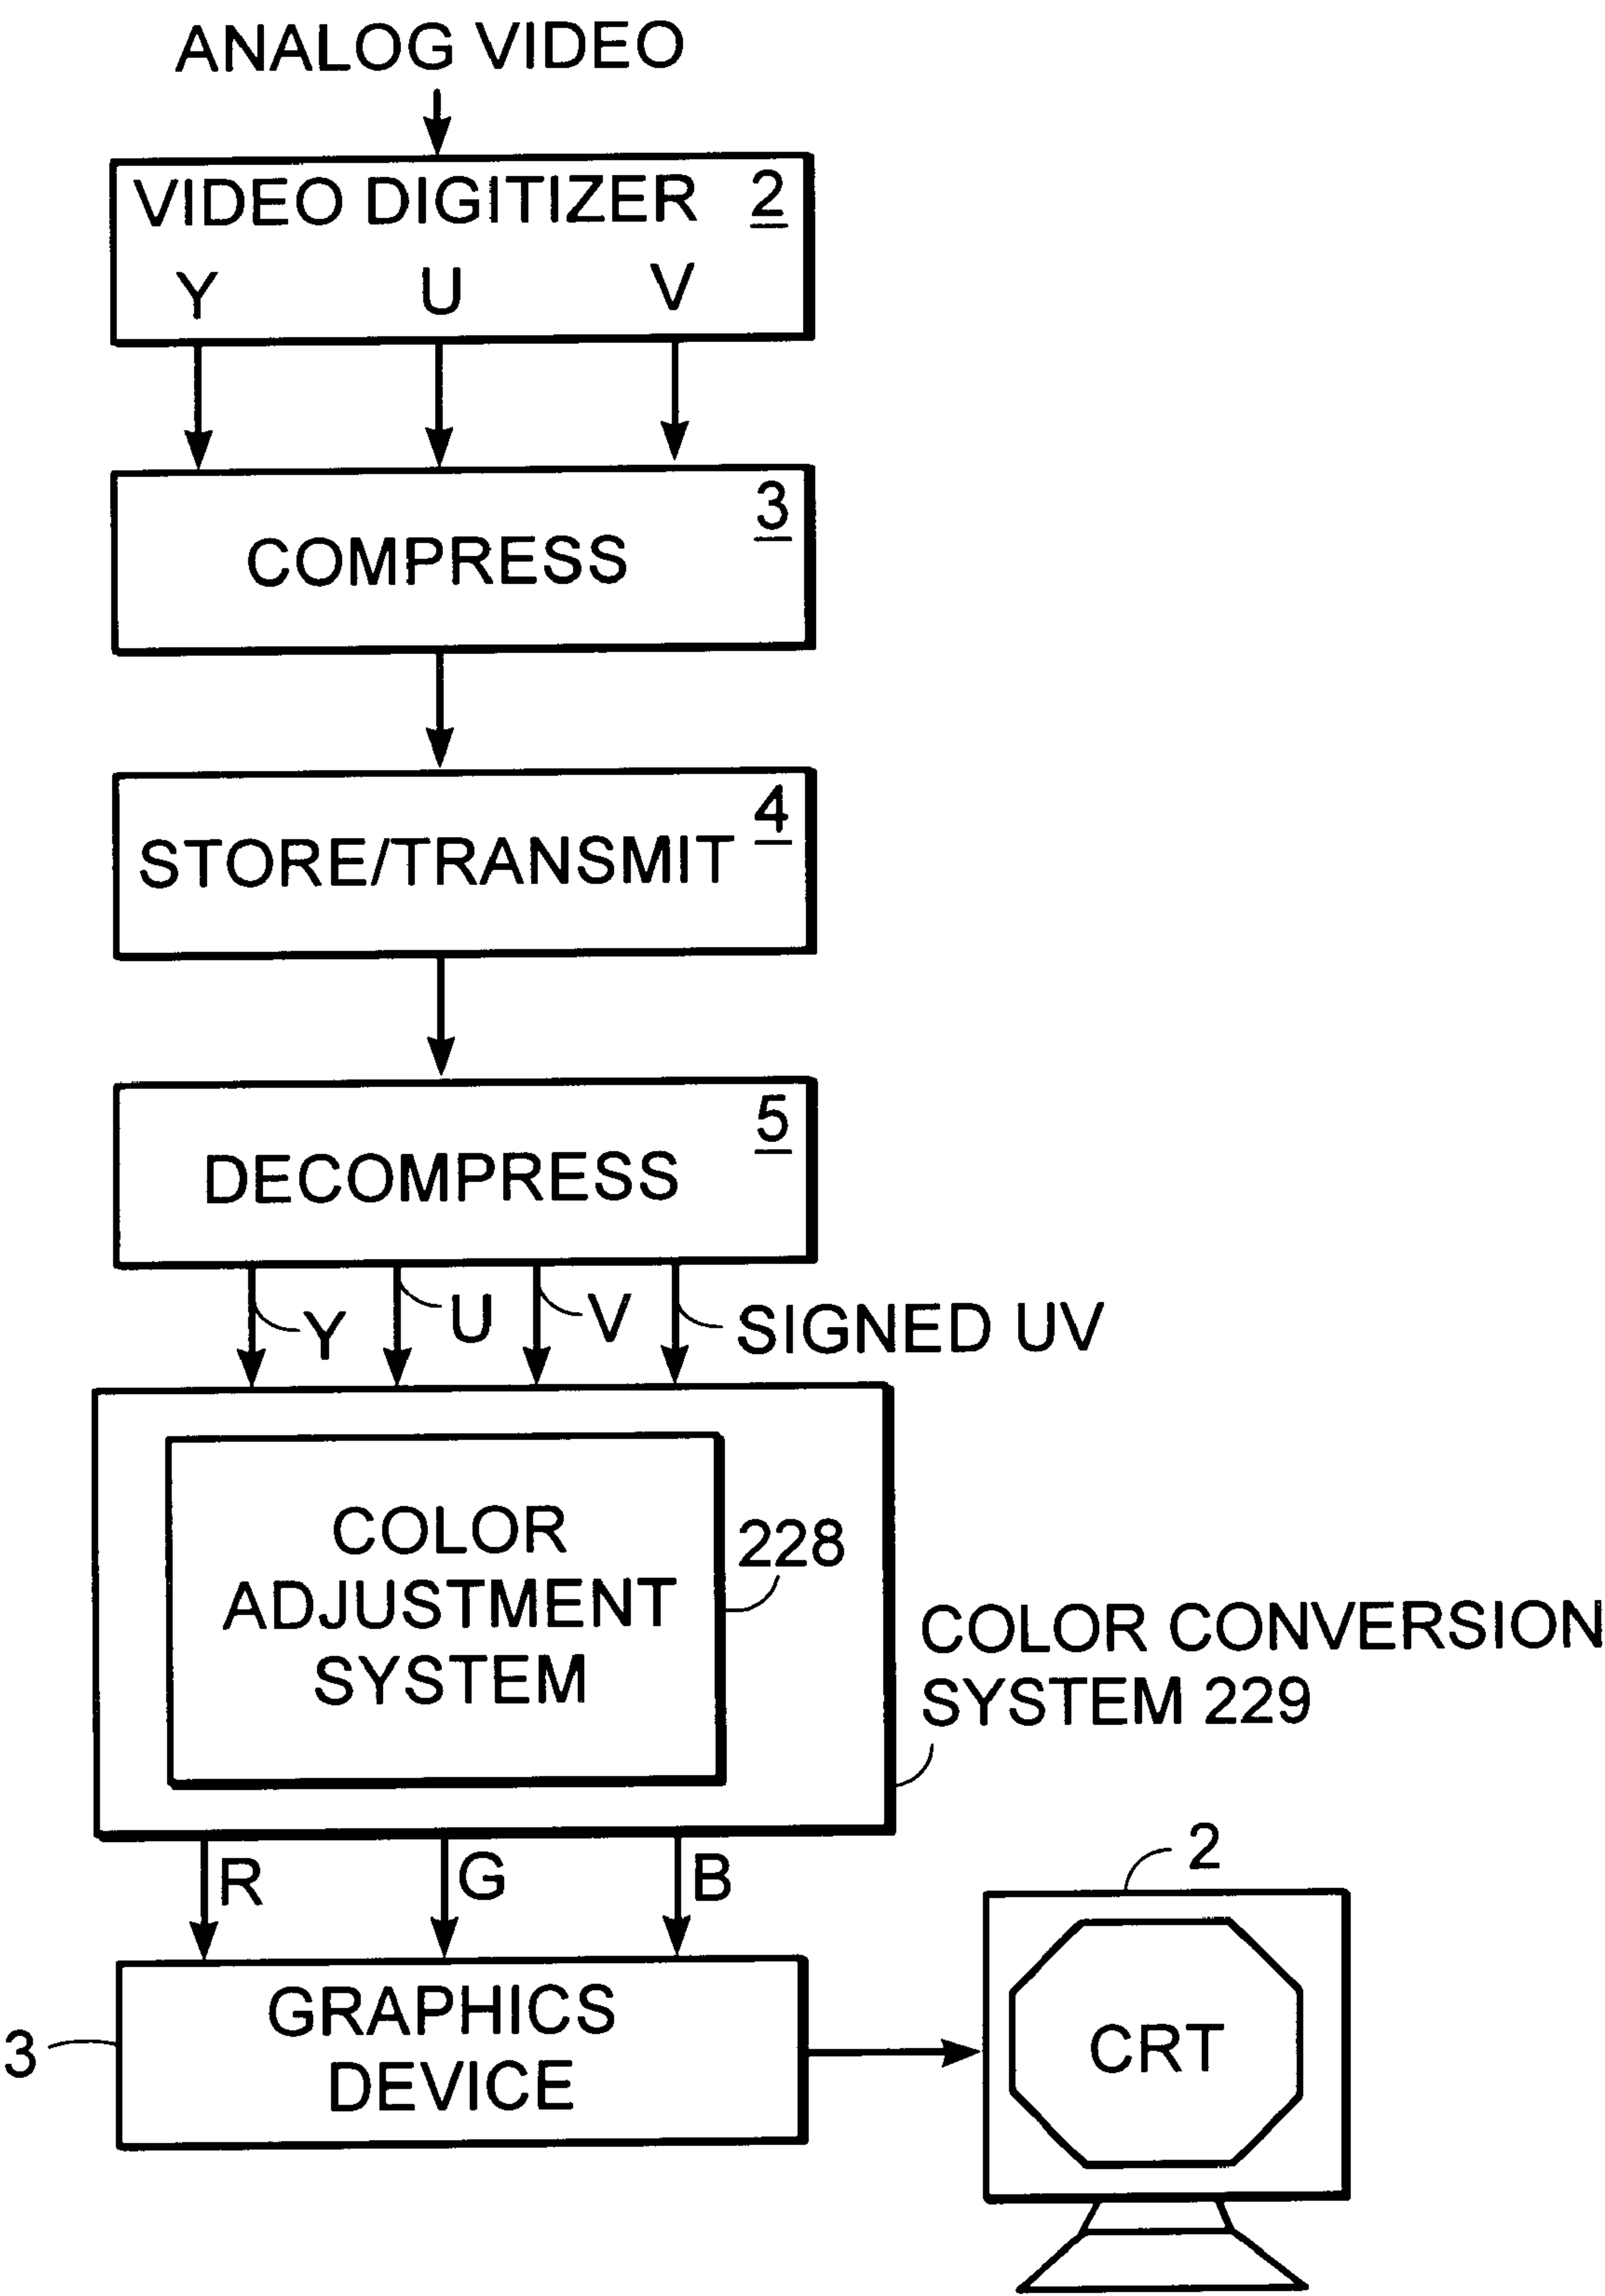 ANALOG VIDEO
VIDEO DIGITIZER 2
Y U V
COMPRESS 3
STORE/TRANSMIT 4
DECOMPRESS 5
Y U V SIGNED UV
COLOR
ADJUSTMENT
SYSTEM
228
COLOR CONVERSION
SYSTEM 229
R G B
GRAPHICS
DEVICE
3
2
CRT